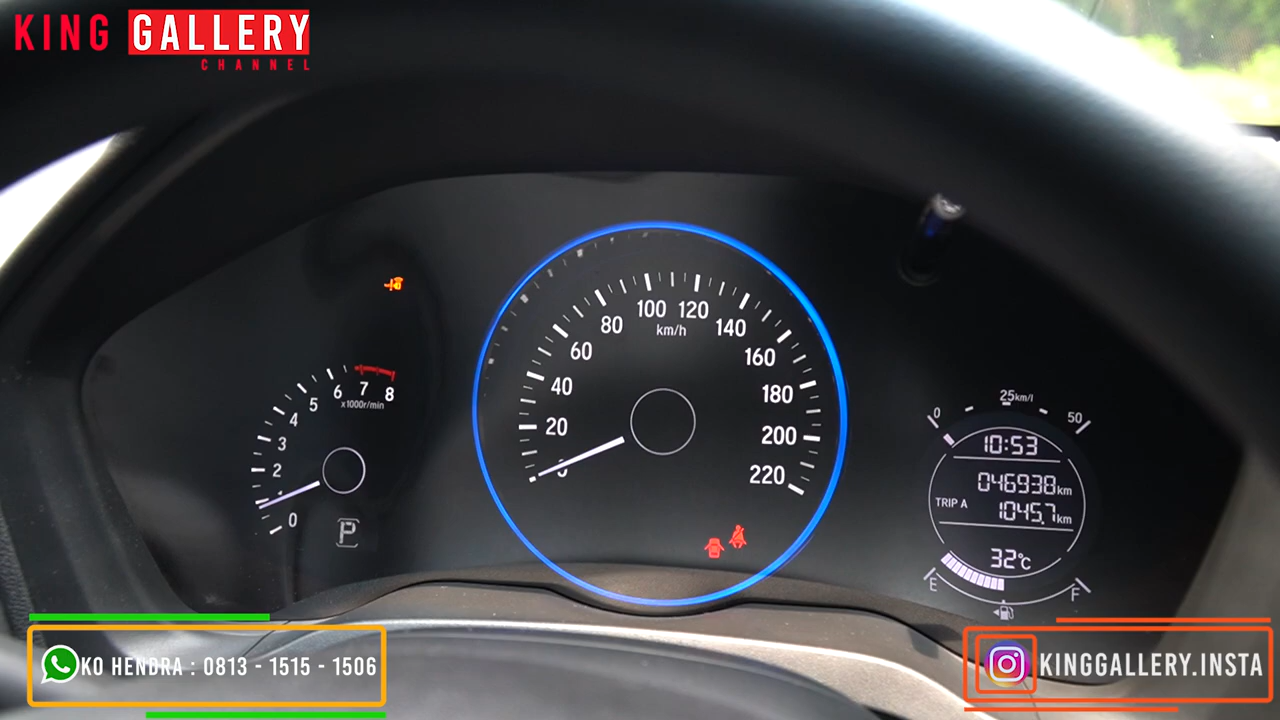 KING GALLERY
CHANNEL
0
2
3
4
5
6
7
8
x1000r/min
P
20
40
60
80
100
120
140
160
180
200
220
km/h
0
25km/l
50
10:53
046938km
TRIP A
1045.7km
32°C
E
F
KO HENDRA : 0813 - 1515 - 1506
KINGGALLERY.INSTA